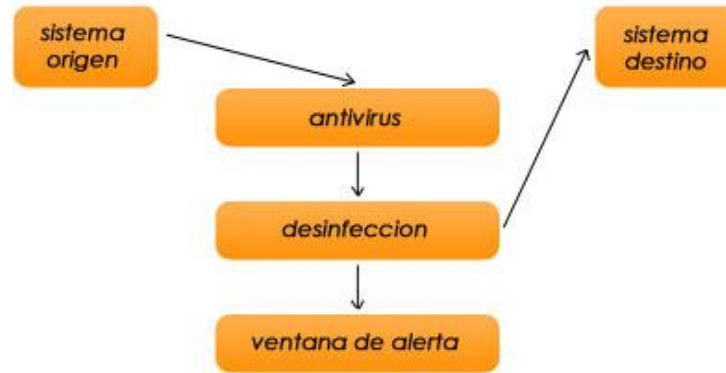 sistema
origen
sistema
destino
antivirus
desinfeccion
ventana de alerta